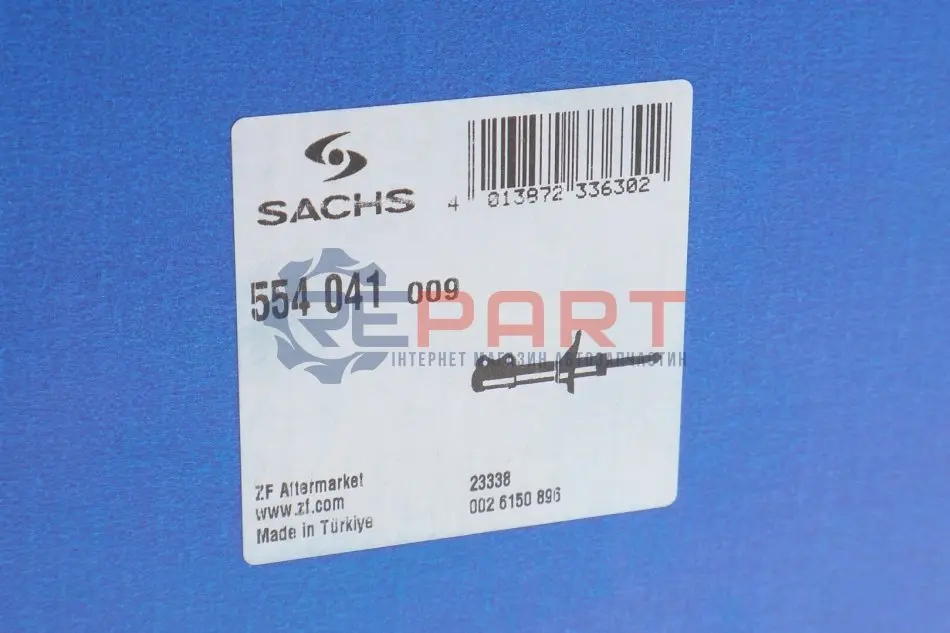 SACHS
4 013872 336302
554 041 009
REPART
ІНТЕРНЕТ МАГАЗИН АВТОЗАПЧАСТИН
ZF Aftermarket
www.zf.com
Made in Türkiye
23338
002 6150 896